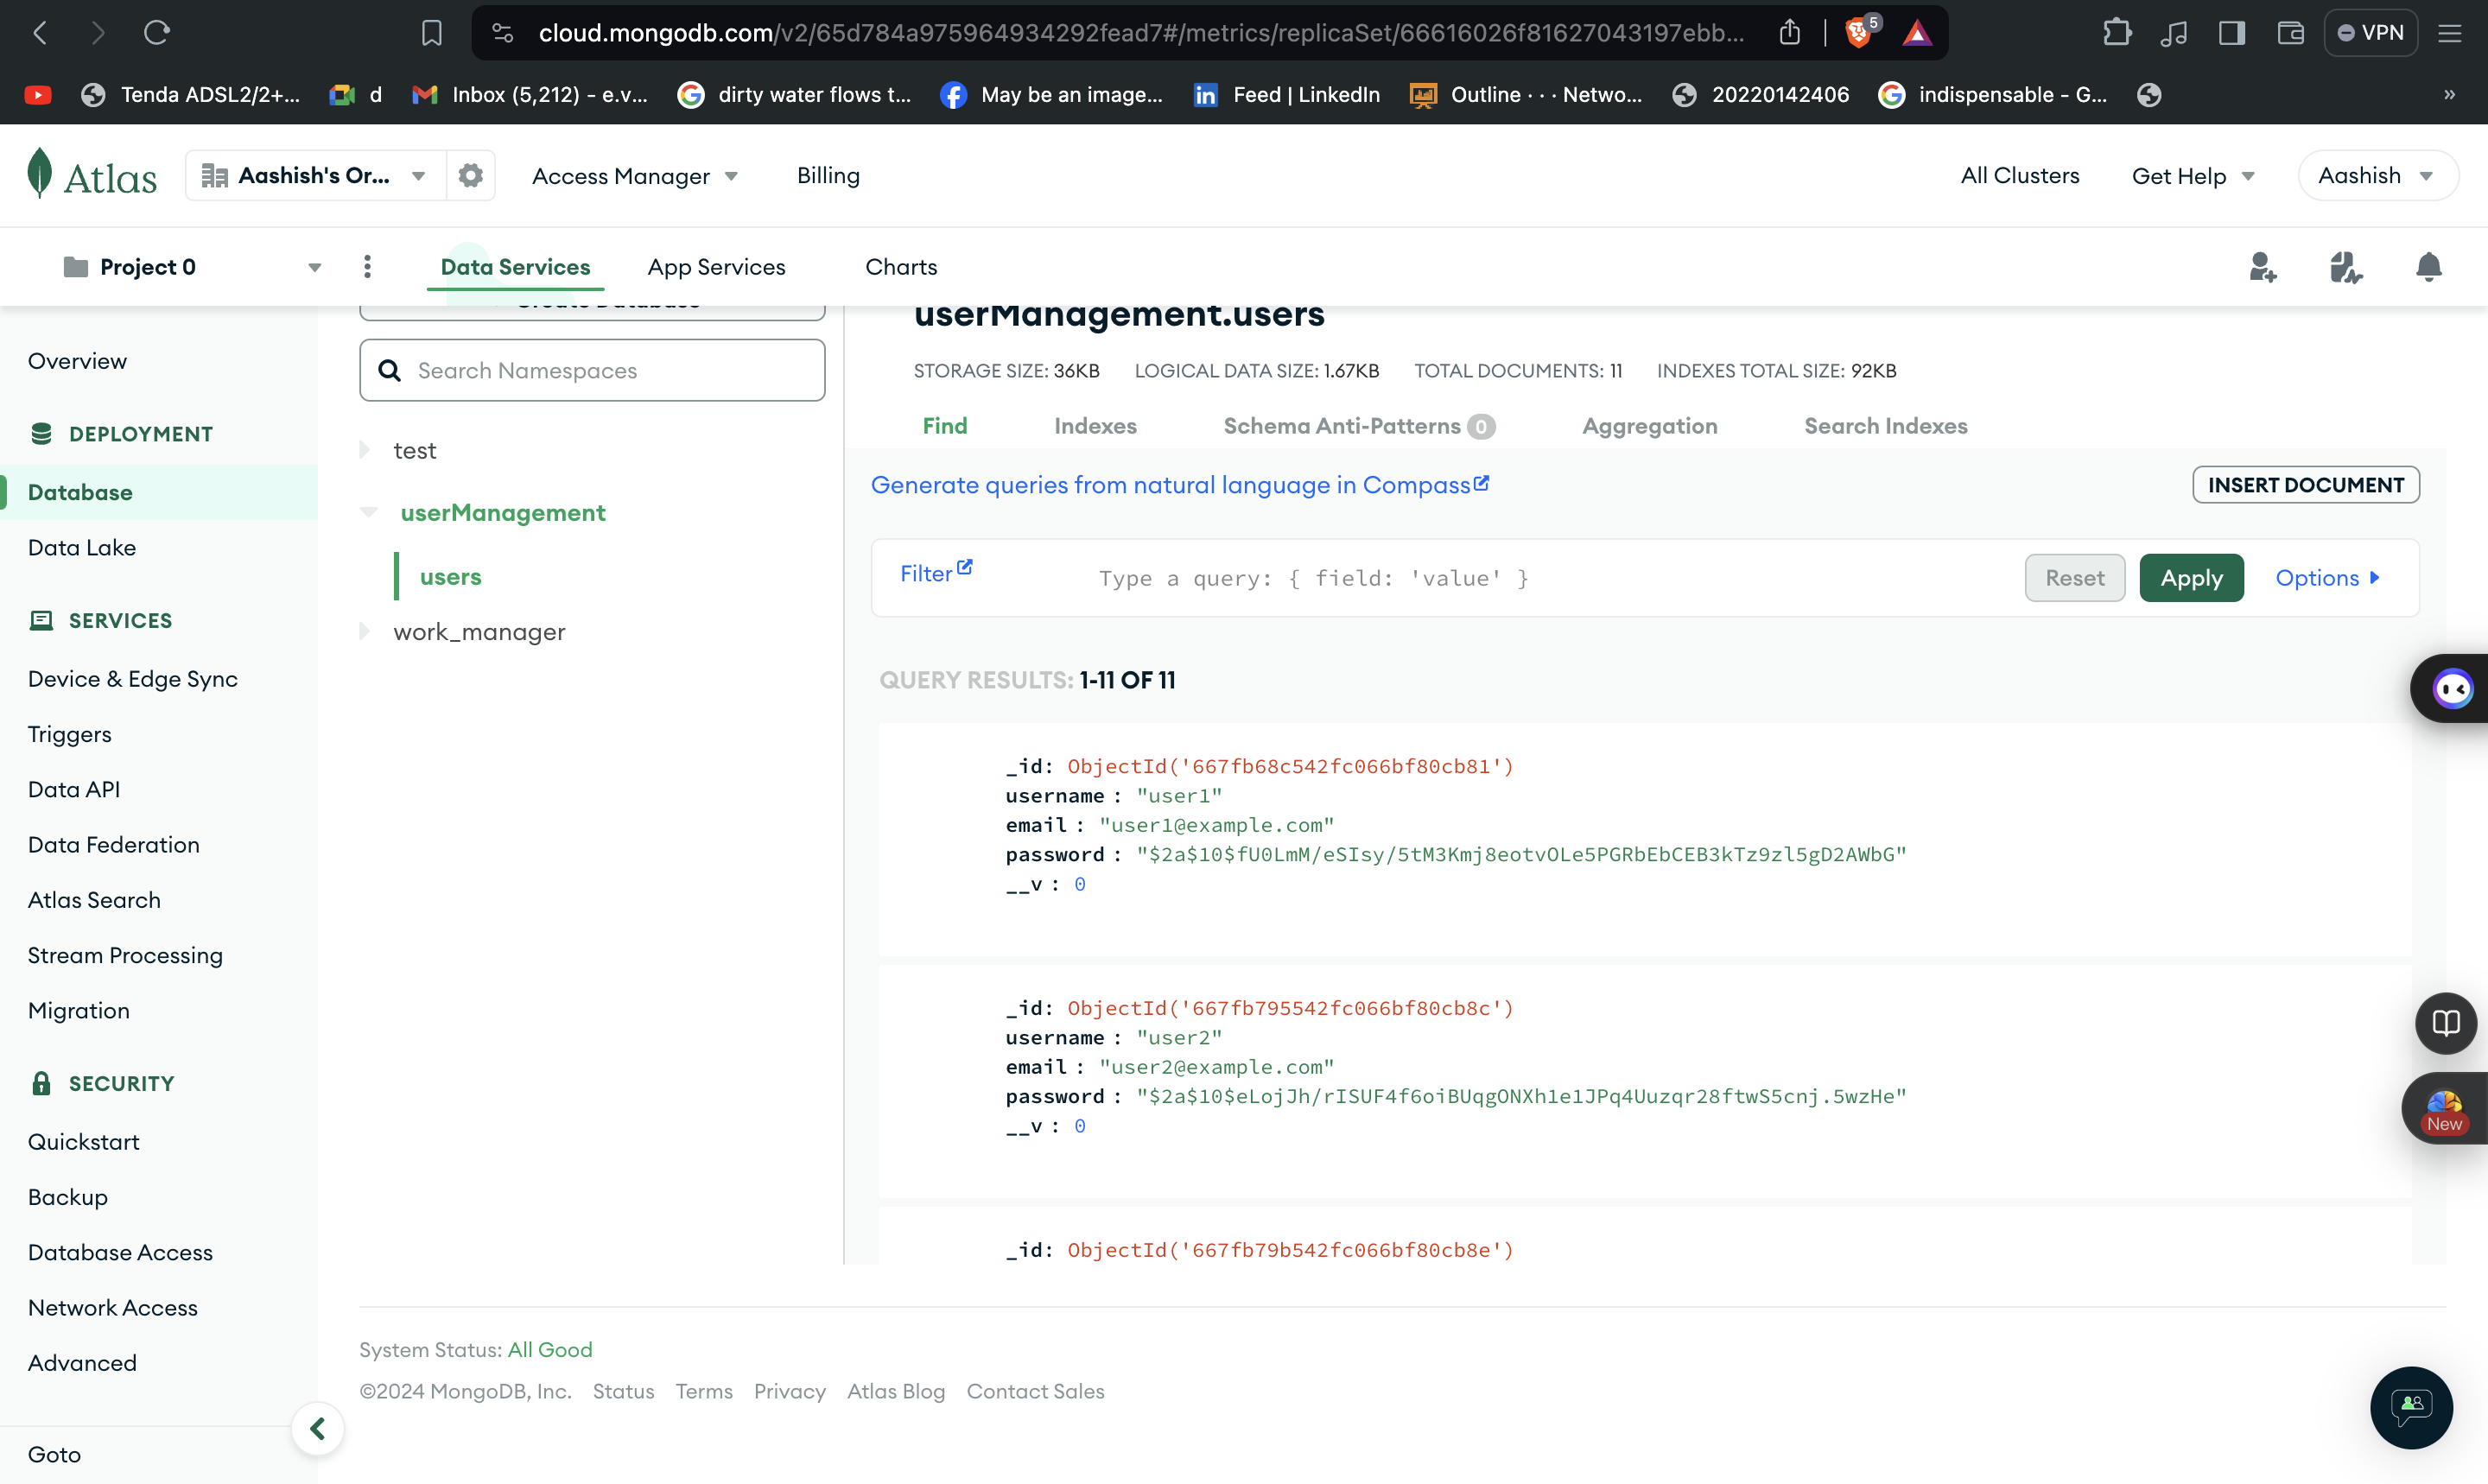 cloud.mongodb.com/v2/65d784a975964934292fead7#/metrics/replicaSet/66616026f81627043197ebb...
5
VPN
Tenda ADSL2/2+...
d
Inbox (5,212) - e.v...
dirty water flows t...
May be an image...
Feed | LinkedIn
Outline · · · Netwo...
20220142406
indispensable - G...
»
Atlas
Aashish's Or...
Access Manager
Billing
All Clusters
Get Help
Aashish
Project 0
Data Services
App Services
Charts
Overview
DEPLOYMENT
Database
Data Lake
SERVICES
Device & Edge Sync
Triggers
Data API
Data Federation
Atlas Search
Stream Processing
Migration
SECURITY
Quickstart
Backup
Database Access
Network Access
Advanced
Goto
Create Database
Search Namespaces
test
userManagement
users
work_manager
userManagement.users
STORAGE SIZE: 36KB LOGICAL DATA SIZE: 1.67KB TOTAL DOCUMENTS: 11 INDEXES TOTAL SIZE: 92KB
Find Indexes Schema Anti-Patterns 0 Aggregation Search Indexes
Generate queries from natural language in Compass
INSERT DOCUMENT
Filter
Type a query: { field: 'value' }
Reset
Apply
Options
QUERY RESULTS: 1-11 OF 11
_id: ObjectId('667fb68c542fc066bf80cb81')
username : "user1"
email : "user1@example.com"
password : "$2a$10$fU0LmM/eSIsy/5tM3Kmj8eotvOLe5PGRbEbCEB3kTz9zl5gD2AWbG"
__v : 0
_id: ObjectId('667fb795542fc066bf80cb8c')
username : "user2"
email : "user2@example.com"
password : "$2a$10$eLojJh/rISUF4f6oiBUqgONXh1e1JPq4Uuzqr28ftwS5cnj.5wzHe"
__v : 0
_id: ObjectId('667fb79b542fc066bf80cb8e')
New
System Status: All Good
©2024 MongoDB, Inc. Status Terms Privacy Atlas Blog Contact Sales